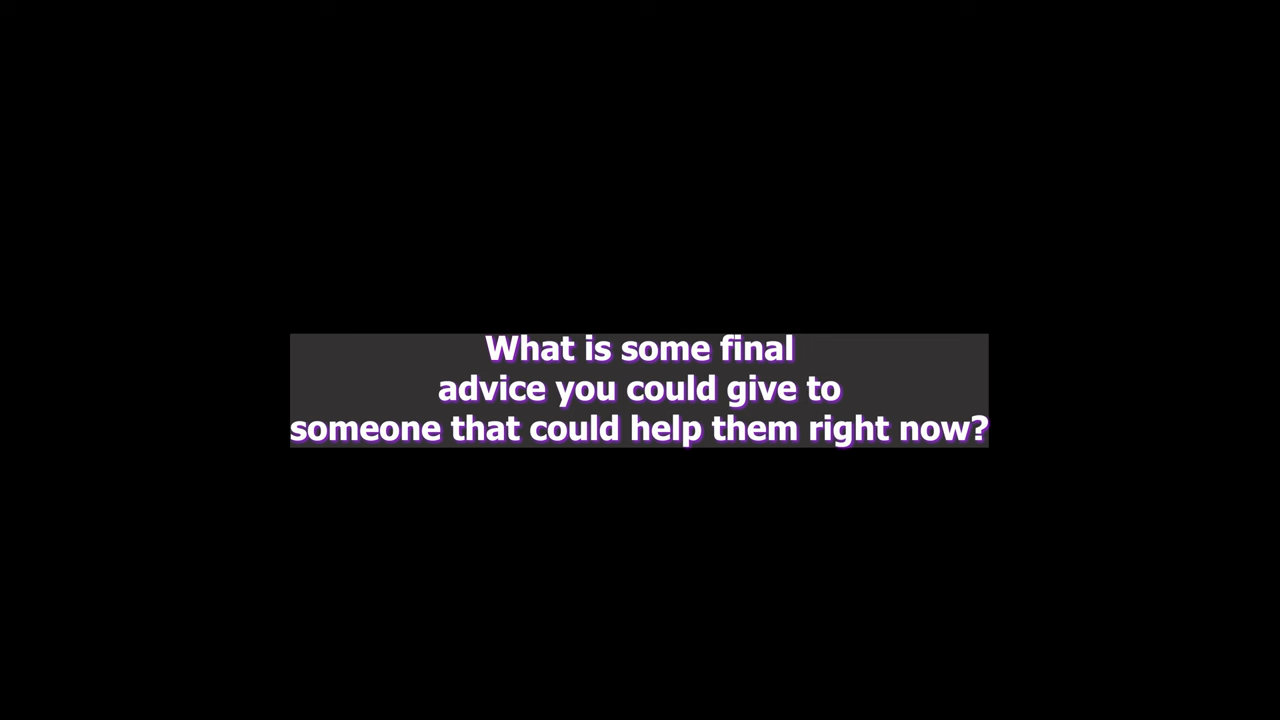 What is some final
advice you could give to
someone that could help them right now?